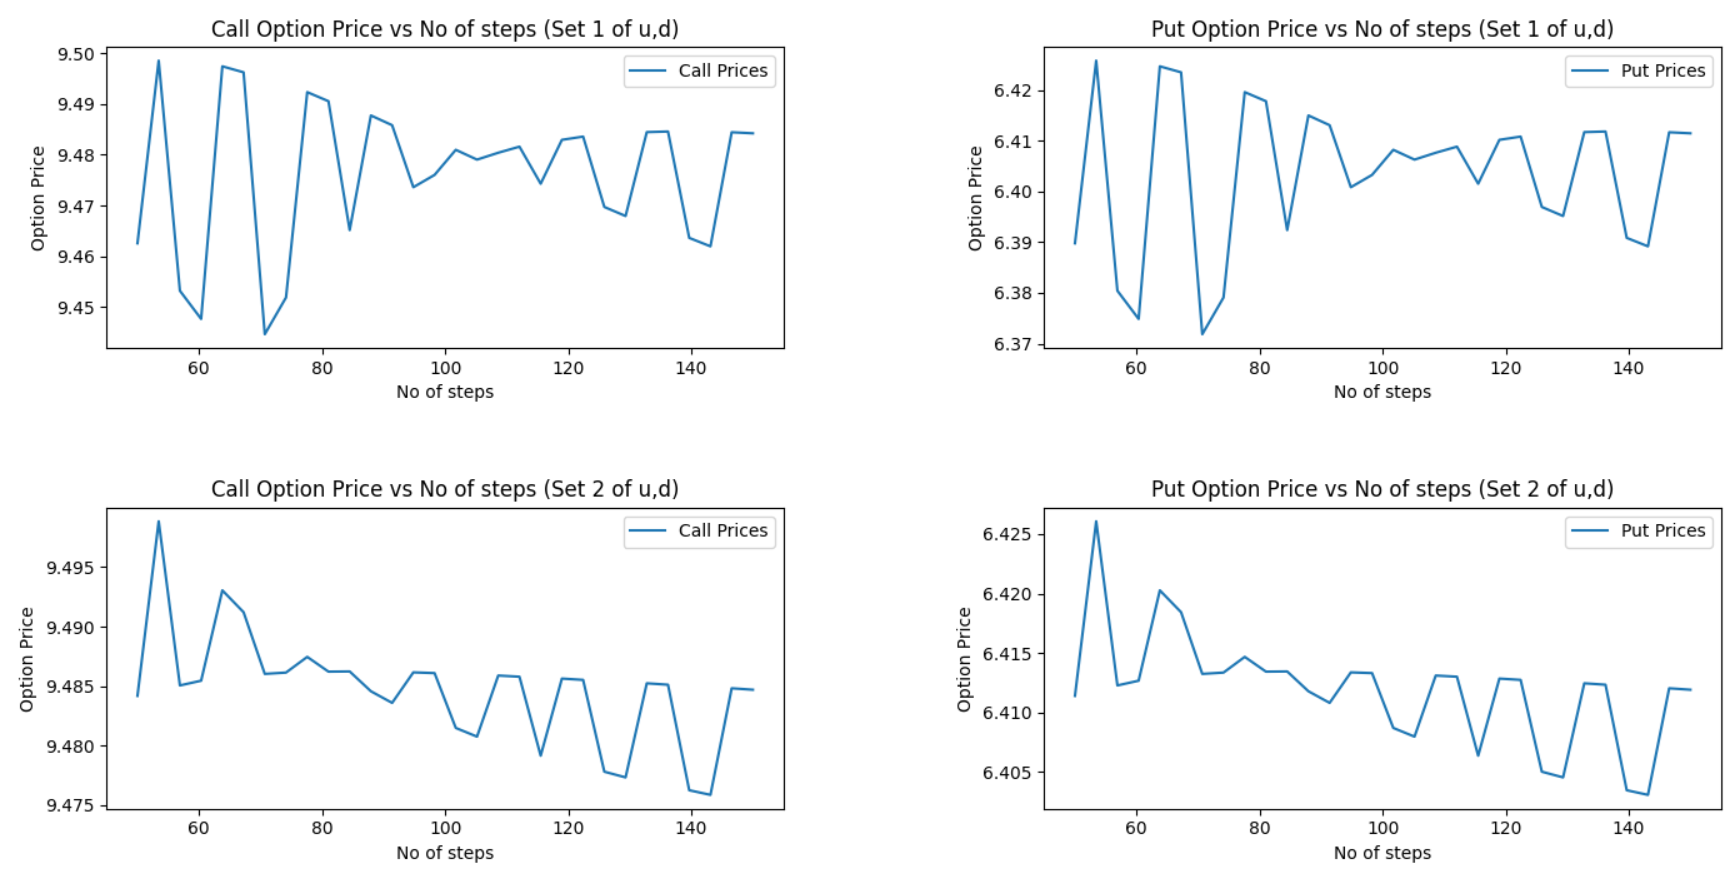 Call Option Price vs No of steps (Set 1 of u,d)
Call Prices
9.50
9.49
9.48
9.47
9.46
9.45
Option Price
60 80 100 120 140
No of steps
Put Option Price vs No of steps (Set 1 of u,d)
Put Prices
6.42
6.41
6.40
6.39
6.38
6.37
Option Price
60 80 100 120 140
No of steps
Call Option Price vs No of steps (Set 2 of u,d)
Call Prices
9.495
9.490
9.485
9.480
9.475
Option Price
60 80 100 120 140
No of steps
Put Option Price vs No of steps (Set 2 of u,d)
Put Prices
6.425
6.420
6.415
6.410
6.405
Option Price
60 80 100 120 140
No of steps